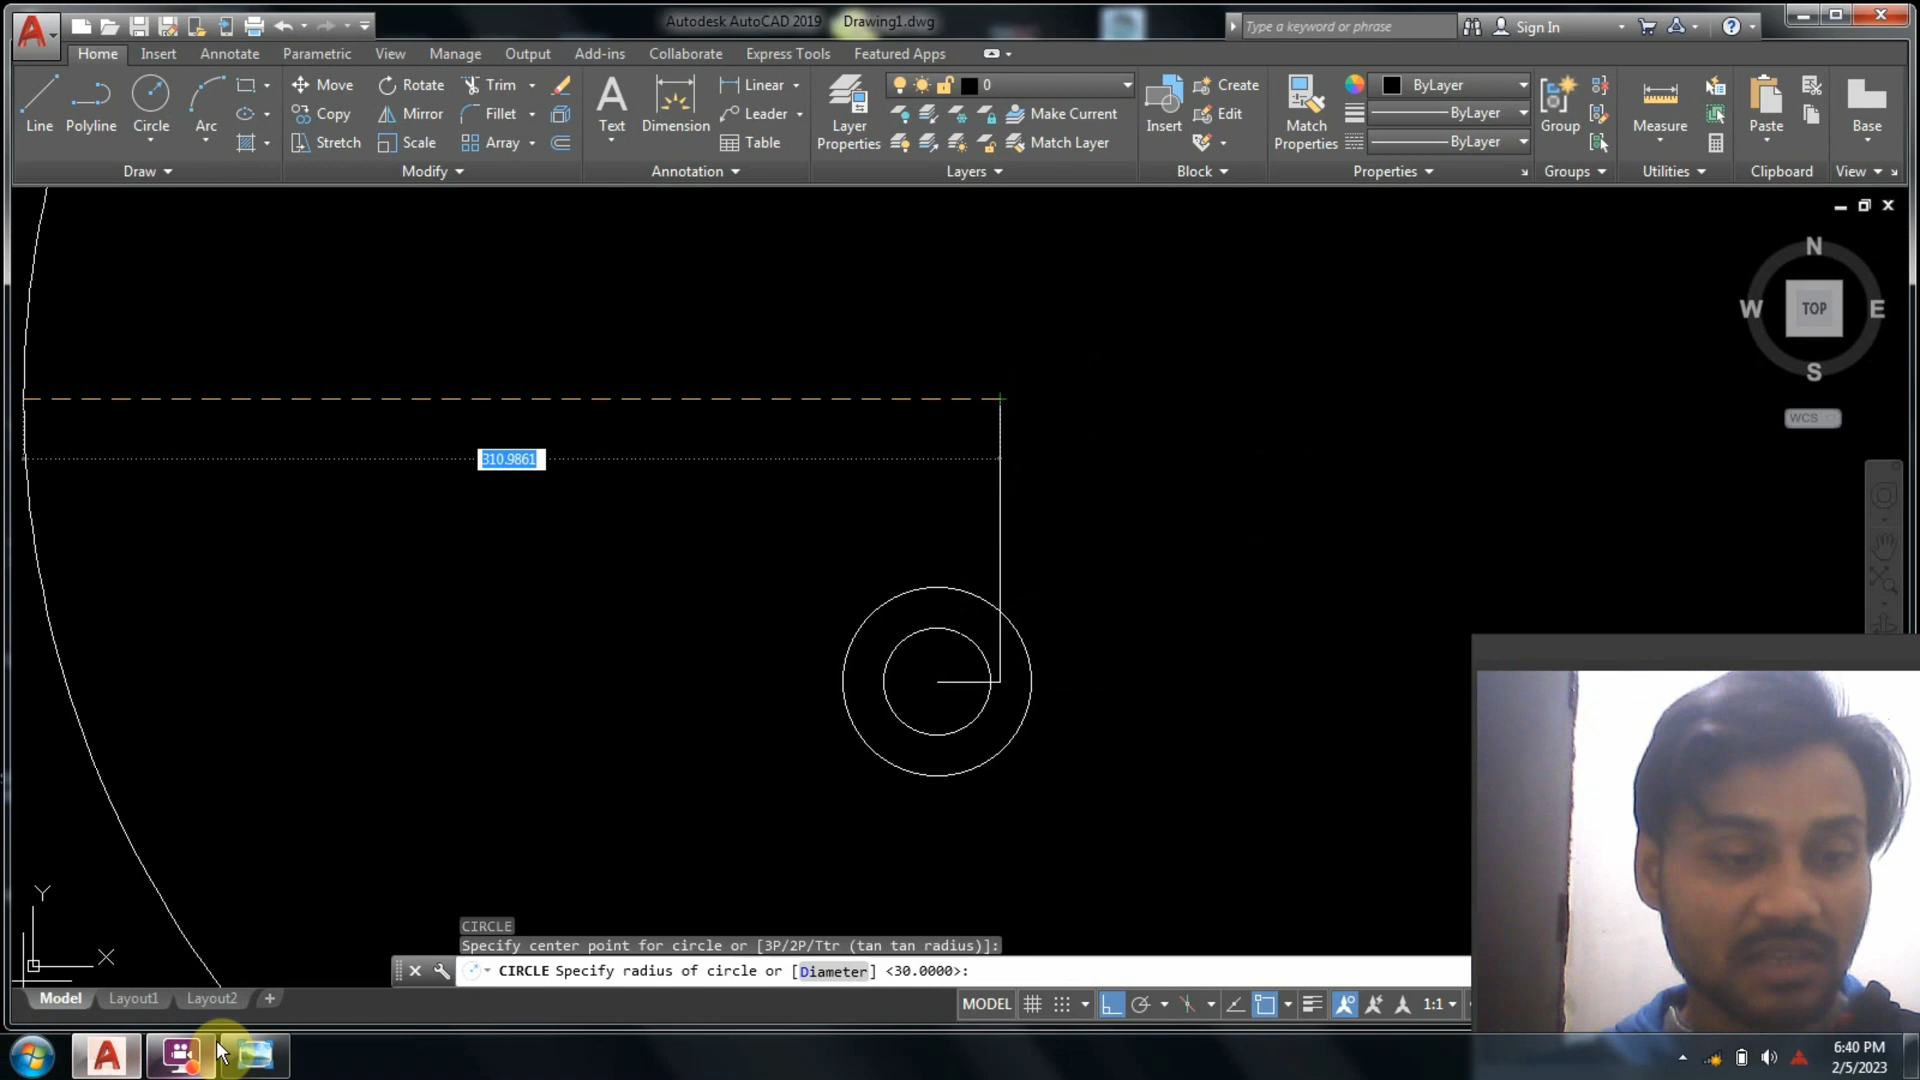 Autodesk AutoCAD 2019 Drawing1.dwg
Type a keyword or phrase
Sign In
Home Insert Annotate Parametric View Manage Output Add-ins Collaborate Express Tools Featured Apps
Line Polyline Circle Arc
Move Rotate Trim
Copy Mirror Fillet
Stretch Scale Array
Text Dimension
Linear
Leader
Table
Layer Properties
0
Make Current
Match Layer
Insert
Create
Edit
Match Properties
ByLayer
ByLayer
ByLayer
Group
Measure
Paste
Base
Draw Modify Annotation Layers Block Properties Groups Utilities Clipboard View
N
W TOP E
S
WCS
310.9861
Y
X
CIRCLE
Specify center point for circle or [3P/2P/Ttr (tan tan radius)]:
CIRCLE Specify radius of circle or [Diameter] <30.0000>:
Model Layout1 Layout2 +
MODEL
1:1
6:40 PM
2/5/2023